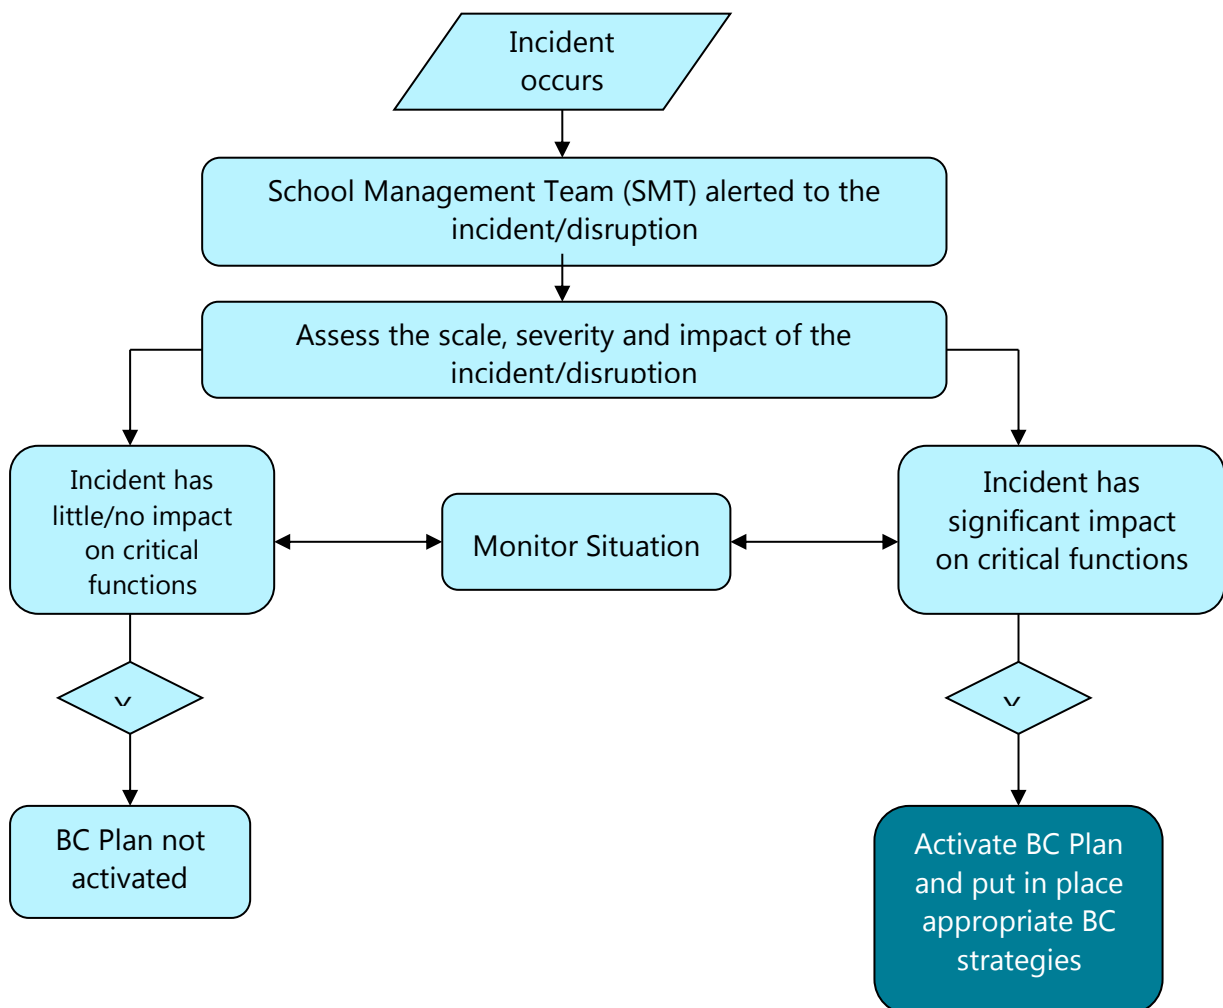 Incident
occurs
School Management Team (SMT) alerted to the
incident/disruption
Assess the scale, severity and impact of the
incident/disruption
Incident has
little/no impact
on critical
functions
Monitor Situation
Incident has
significant impact
on critical functions
BC Plan not
activated
Activate BC Plan
and put in place
appropriate BC
strategies